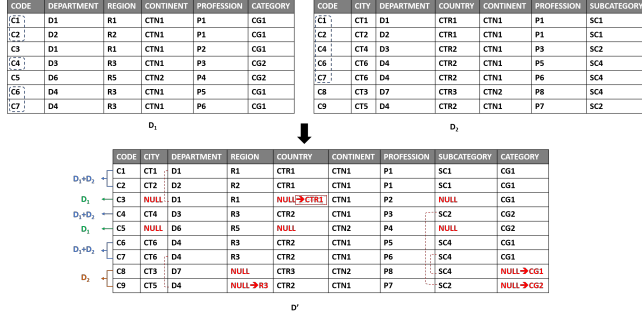 CODE DEPARTMENT REGION CONTINENT PROFESSION CATEGORY
C1 D1 R1 CTN1 P1 CG1
C2 D2 R2 CTN1 P1 CG1
C3 D1 R1 CTN1 P2 CG1
C4 D3 R3 CTN1 P3 CG2
C5 D6 R5 CTN2 P4 CG2
C6 D4 R3 CTN1 P5 CG1
C7 D4 R3 CTN1 P6 CG1
D1
CODE CITY DEPARTMENT COUNTRY CONTINENT PROFESSION SUBCATEGORY
C1 CT1 D1 CTR1 CTN1 P1 SC1
C2 CT2 D2 CTR1 CTN1 P1 SC1
C4 CT4 D3 CTR2 CTN1 P3 SC2
C6 CT6 D4 CTR2 CTN1 P5 SC4
C7 CT6 D4 CTR2 CTN1 P6 SC4
C8 CT3 D7 CTR3 CTN2 P8 SC4
C9 CT5 D4 CTR2 CTN1 P7 SC2
D2
CODE CITY DEPARTMENT REGION COUNTRY CONTINENT PROFESSION SUBCATEGORY CATEGORY
C1 CT1 D1 R1 CTR1 CTN1 P1 SC1 CG1
D1+D2
C2 CT2 D2 R2 CTR1 CTN1 P1 SC1 CG1
D1 C3 NULL D1 R1 NULL➔CTR1 CTN1 P2 NULL CG1
D1+D2 C4 CT4 D3 R3 CTR2 CTN1 P3 SC2 CG2
D1 C5 NULL D6 R5 NULL CTN2 P4 NULL CG2
C6 CT6 D4 R3 CTR2 CTN1 P5 SC4 CG1
D1+D2
C7 CT6 D4 R3 CTR2 CTN1 P6 SC4 CG1
C8 CT3 D7 NULL CTR3 CTN2 P8 SC4 NULL➔CG1
D2
C9 CT5 D4 NULL➔R3 CTR2 CTN1 P7 SC2 NULL➔CG2
D'